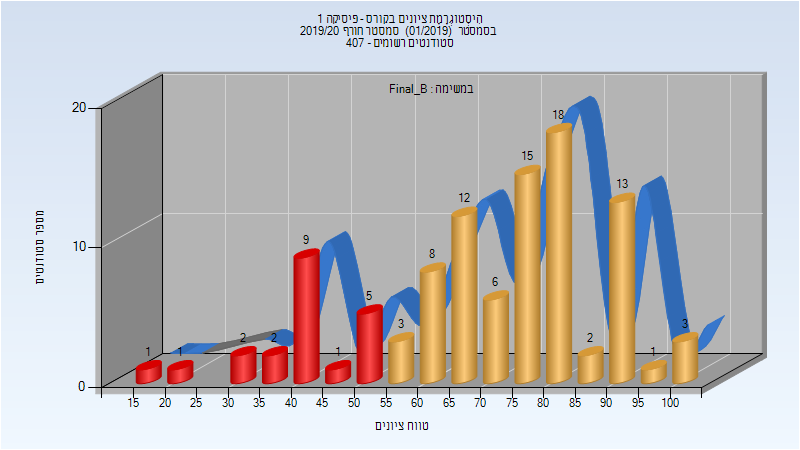 היסטוגרמת ציונים בקורס - פיסיקה 1
בסמסטר (01/2019) סמסטר חורף 2019/20
סטודנטים רשומים - 407
במשימה : Final_B
מספר סטודנטים
20
10
0
1
1
2
2
9
1
5
3
8
12
6
15
18
2
13
1
3
15 20 25 30 35 40 45 50 55 60 65 70 75 80 85 90 95 100
טווח ציונים